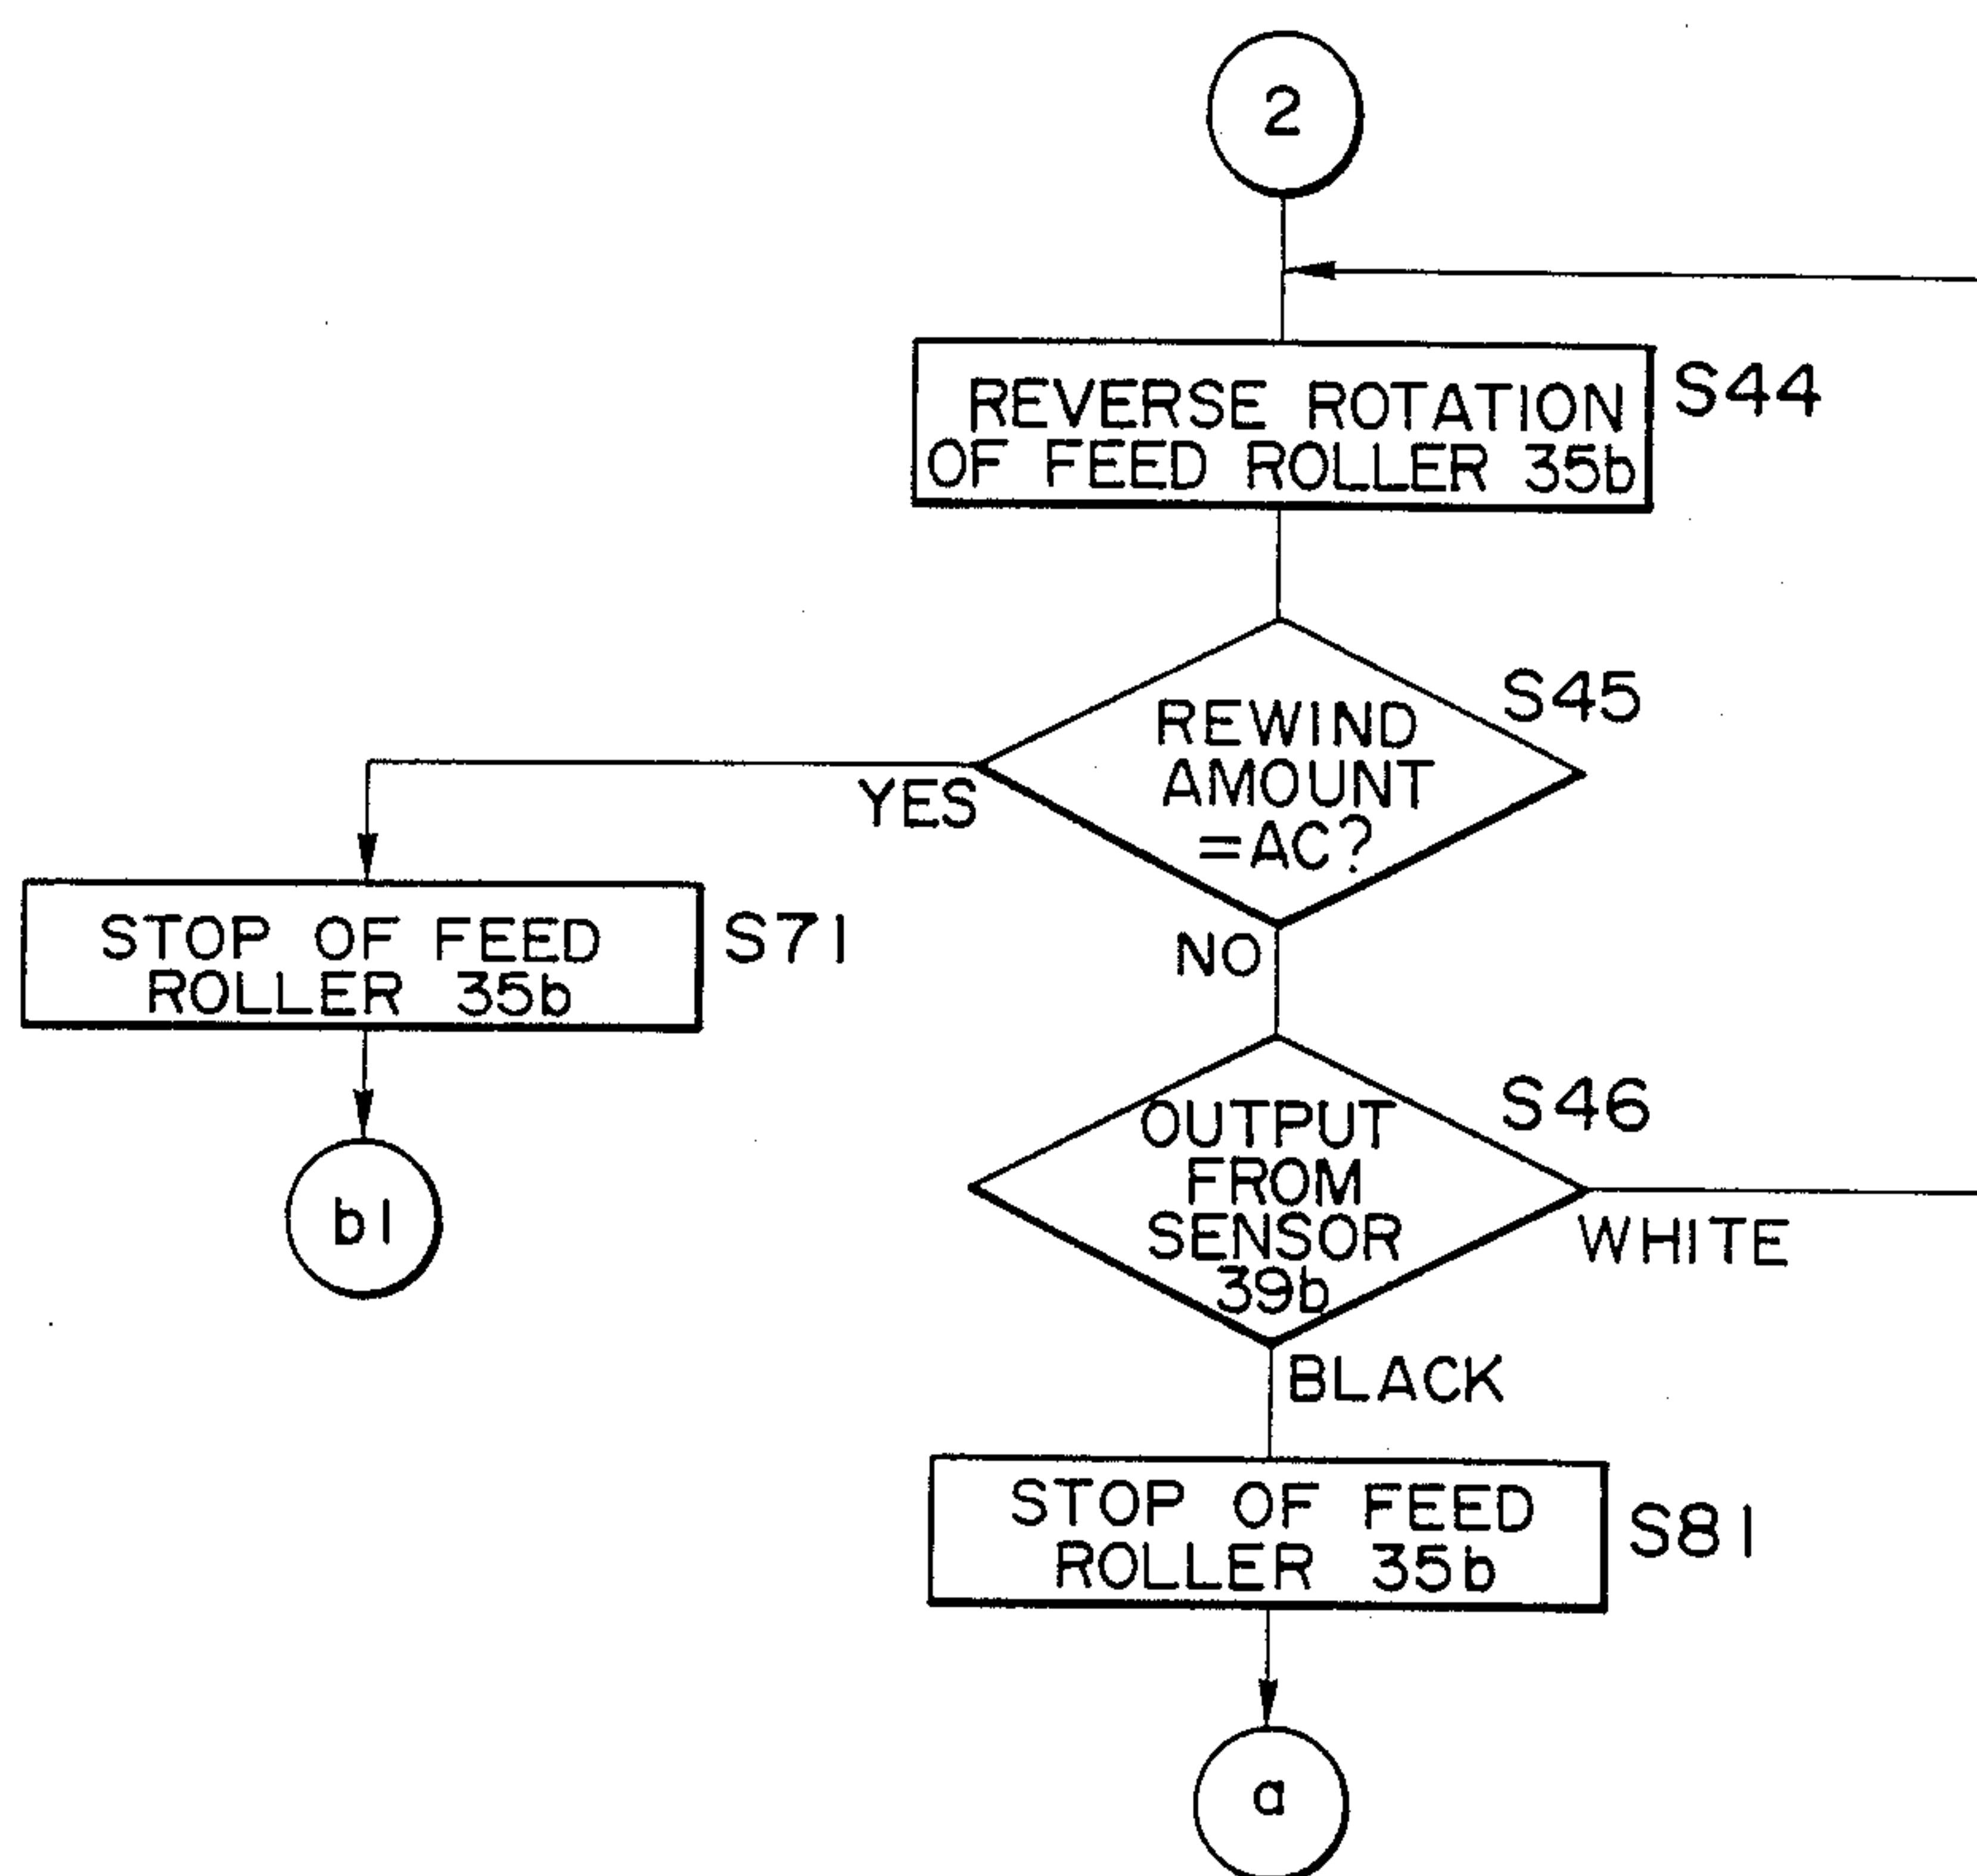 2
REVERSE ROTATION
OF FEED ROLLER 35b
S44
REWIND
AMOUNT
=AC?
S45
YES
NO
STOP OF FEED
ROLLER 35b
S71
b1
OUTPUT
FROM
SENSOR
39b
S46
WHITE
BLACK
STOP OF FEED
ROLLER 35b
S81
a